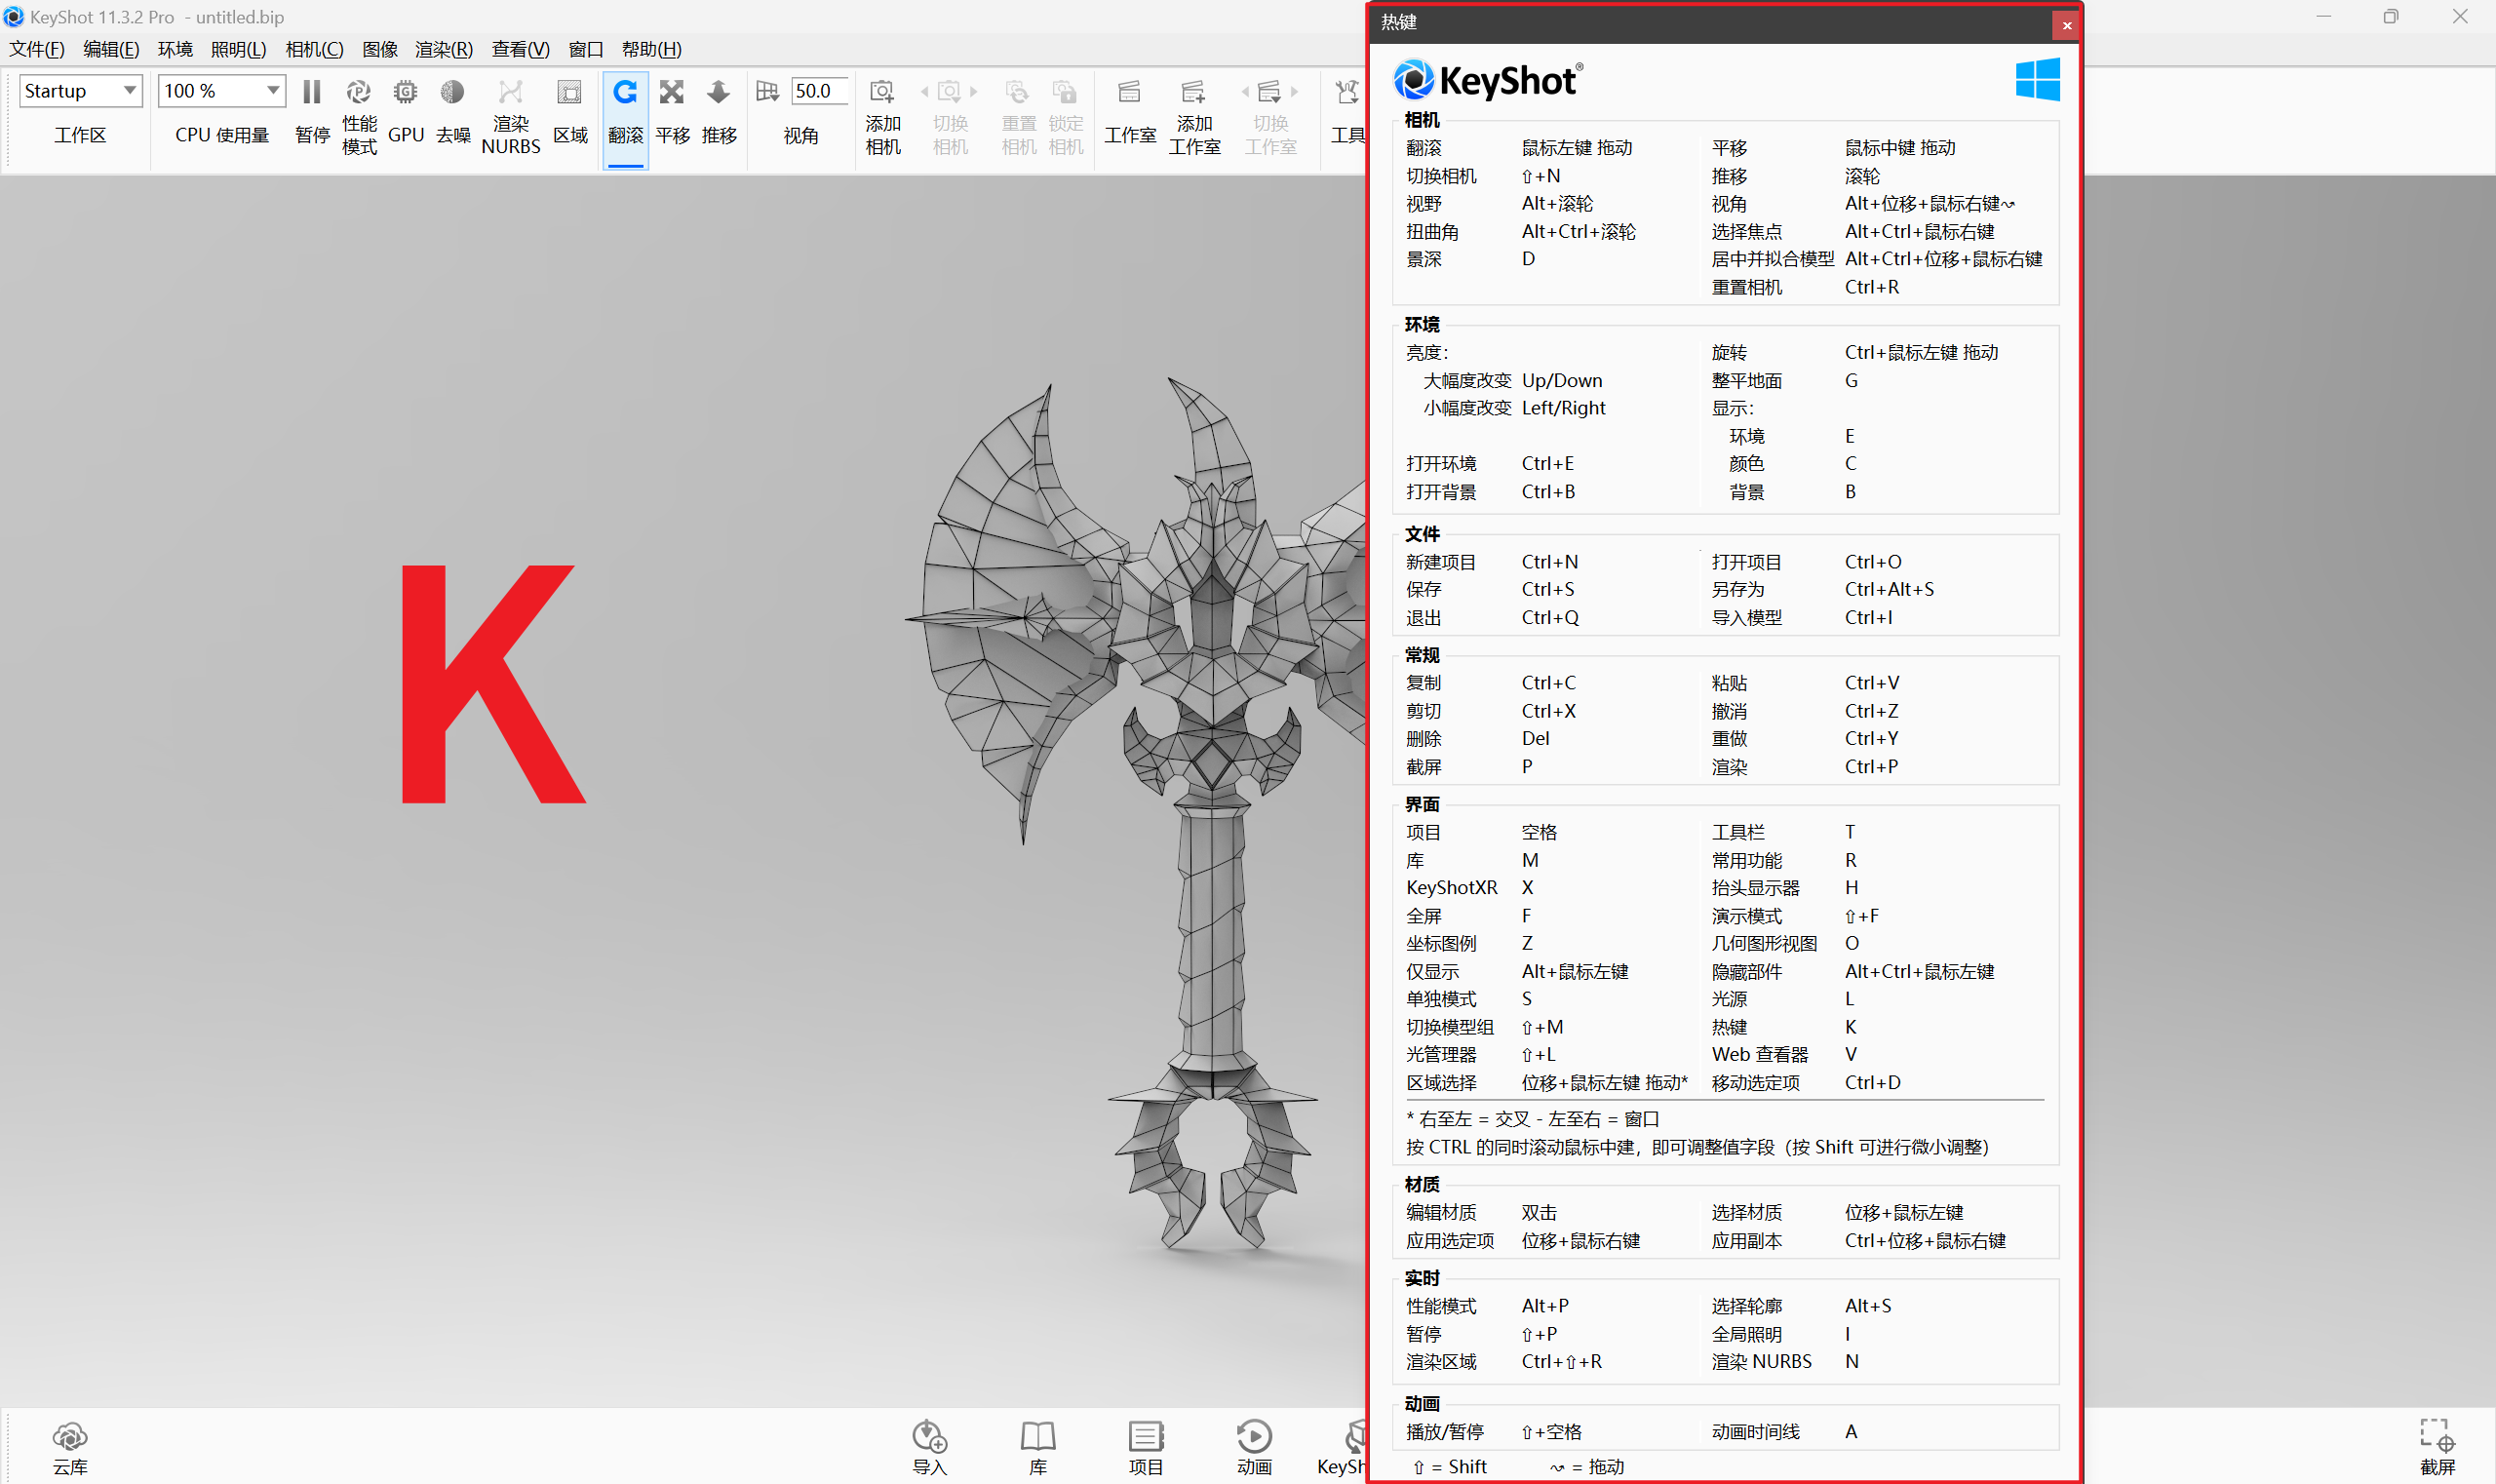 KeyShot 11.3.2 Pro - untitled.bip
文件(F) 编辑(E) 环境 照明(L) 相机(C) 图像 渲染(R) 查看(V) 窗口 帮助(H)
Startup 100 % 50.0
工作区 CPU 使用量 暂停 性能模式 GPU 去噪 渲染NURBS 区域 翻滚 平移 推移 视角 添加相机 切换相机 重置相机 锁定相机 工作室 添加工作室 切换工作室 工具
K
热键
KeyShot®
相机
翻滚 鼠标左键 拖动 平移 鼠标中键 拖动
切换相机 ⇧+N 推移 滚轮
视野 Alt+滚轮 视角 Alt+位移+鼠标右键↝
扭曲角 Alt+Ctrl+滚轮 选择焦点 Alt+Ctrl+鼠标右键
景深 D 居中并拟合模型 Alt+Ctrl+位移+鼠标右键
重置相机 Ctrl+R
环境
亮度: 旋转 Ctrl+鼠标左键 拖动
大幅度改变 Up/Down 整平地面 G
小幅度改变 Left/Right 显示:
环境 E
打开环境 Ctrl+E 颜色 C
打开背景 Ctrl+B 背景 B
文件
新建项目 Ctrl+N 打开项目 Ctrl+O
保存 Ctrl+S 另存为 Ctrl+Alt+S
退出 Ctrl+Q 导入模型 Ctrl+I
常规
复制 Ctrl+C 粘贴 Ctrl+V
剪切 Ctrl+X 撤消 Ctrl+Z
删除 Del 重做 Ctrl+Y
截屏 P 渲染 Ctrl+P
界面
项目 空格 工具栏 T
库 M 常用功能 R
KeyShotXR X 抬头显示器 H
全屏 F 演示模式 ⇧+F
坐标图例 Z 几何图形视图 O
仅显示 Alt+鼠标左键 隐藏部件 Alt+Ctrl+鼠标左键
单独模式 S 光源 L
切换模型组 ⇧+M 热键 K
光管理器 ⇧+L Web 查看器 V
区域选择 位移+鼠标左键 拖动* 移动选定项 Ctrl+D
* 右至左 = 交叉 - 左至右 = 窗口
按 CTRL 的同时滚动鼠标中建，即可调整值字段（按 Shift 可进行微小调整）
材质
编辑材质 双击 选择材质 位移+鼠标左键
应用选定项 位移+鼠标右键 应用副本 Ctrl+位移+鼠标右键
实时
性能模式 Alt+P 选择轮廓 Alt+S
暂停 ⇧+P 全局照明 I
渲染区域 Ctrl+⇧+R 渲染 NURBS N
动画
播放/暂停 ⇧+空格 动画时间线 A
⇧ = Shift ↝ = 拖动
云库 导入 库 项目 动画 KeySh 截屏